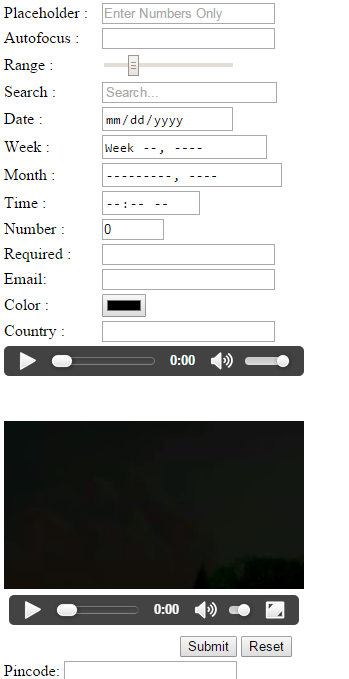 Placeholder : Enter Numbers Only
Autofocus :
Range :
Search : Search...
Date : mm/dd/yyyy
Week : Week --, ----
Month : ---------, ----
Time : --:-- --
Number : 0
Required :
Email:
Color :
Country :
0:00
0:00
Submit Reset
Pincode: